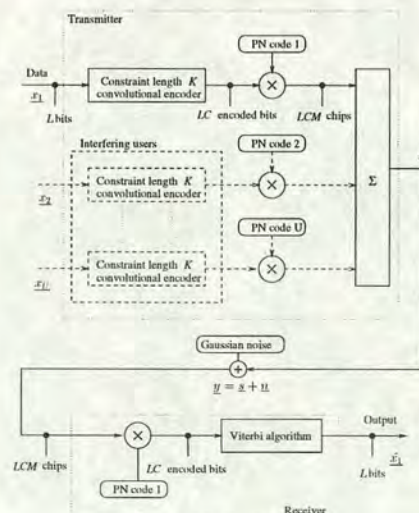 Transmitter
PN code 1
Data
x1
L bits
Constraint length K
convolutional encoder
LC encoded bits
LCM chips
Interfering users
PN code 2
x2
Constraint length K
convolutional encoder
Σ
PN code U
xU
Constraint length K
convolutional encoder
Gaussian noise
y = s + n
LCM chips
PN code 1
LC encoded bits
Viterbi algorithm
Output
x̂1
L bits
Receiver